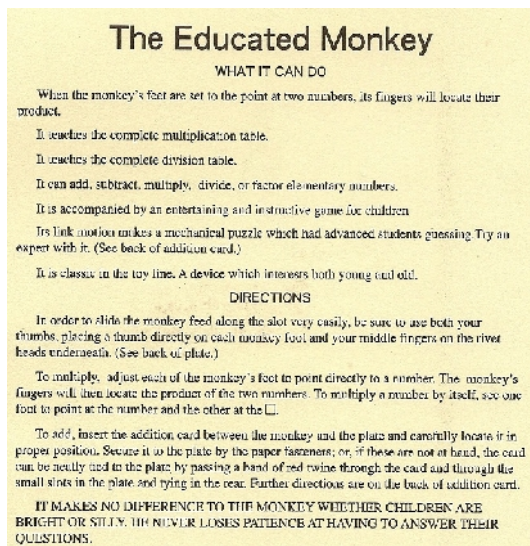 The Educated Monkey
WHAT IT CAN DO
When the monkey's feet are set to the point at two numbers, its fingers will locate their
product.
It teaches the complete multiplication table.
It teaches the complete division table.
It can add, subtract, multiply, divide, or factor elementary numbers.
It is accompanied by an entertaining and instructive game for children
Its link motion makes a mechanical puzzle which had advanced students guessing. Try an
expert with it. (See back of addition card.)
It is classic in the toy line. A device which interests both young and old.
DIRECTIONS
In order to slide the monkey feed along the slot very easily, be sure to use both your
thumbs, placing a thumb directly on each monkey foot and your middle fingers on the rivet
heads underneath. (See back of plate.)
To multiply, adjust each of the monkey's feet to point directly to a number. The monkey's
fingers will then locate the product of the two numbers. To multiply a number by itself, see one
foot to point at the number and the other at the □.
To add, insert the addition card between the monkey and the plate and carefully locate it in
proper position. Secure it to the plate by the paper fasteners; or, if these are not at hand, the card
can be neatly tied to the plate by passing a band of red twine through the card and through the
small slots in the plate and tying in the rear. Further directions are on the back of addition card.
IT MAKES NO DIFFERENCE TO THE MONKEY WHETHER CHILDREN ARE
BRIGHT OR SILLY. HE NEVER LOSES PATIENCE AT HAVING TO ANSWER THEIR
QUESTIONS.